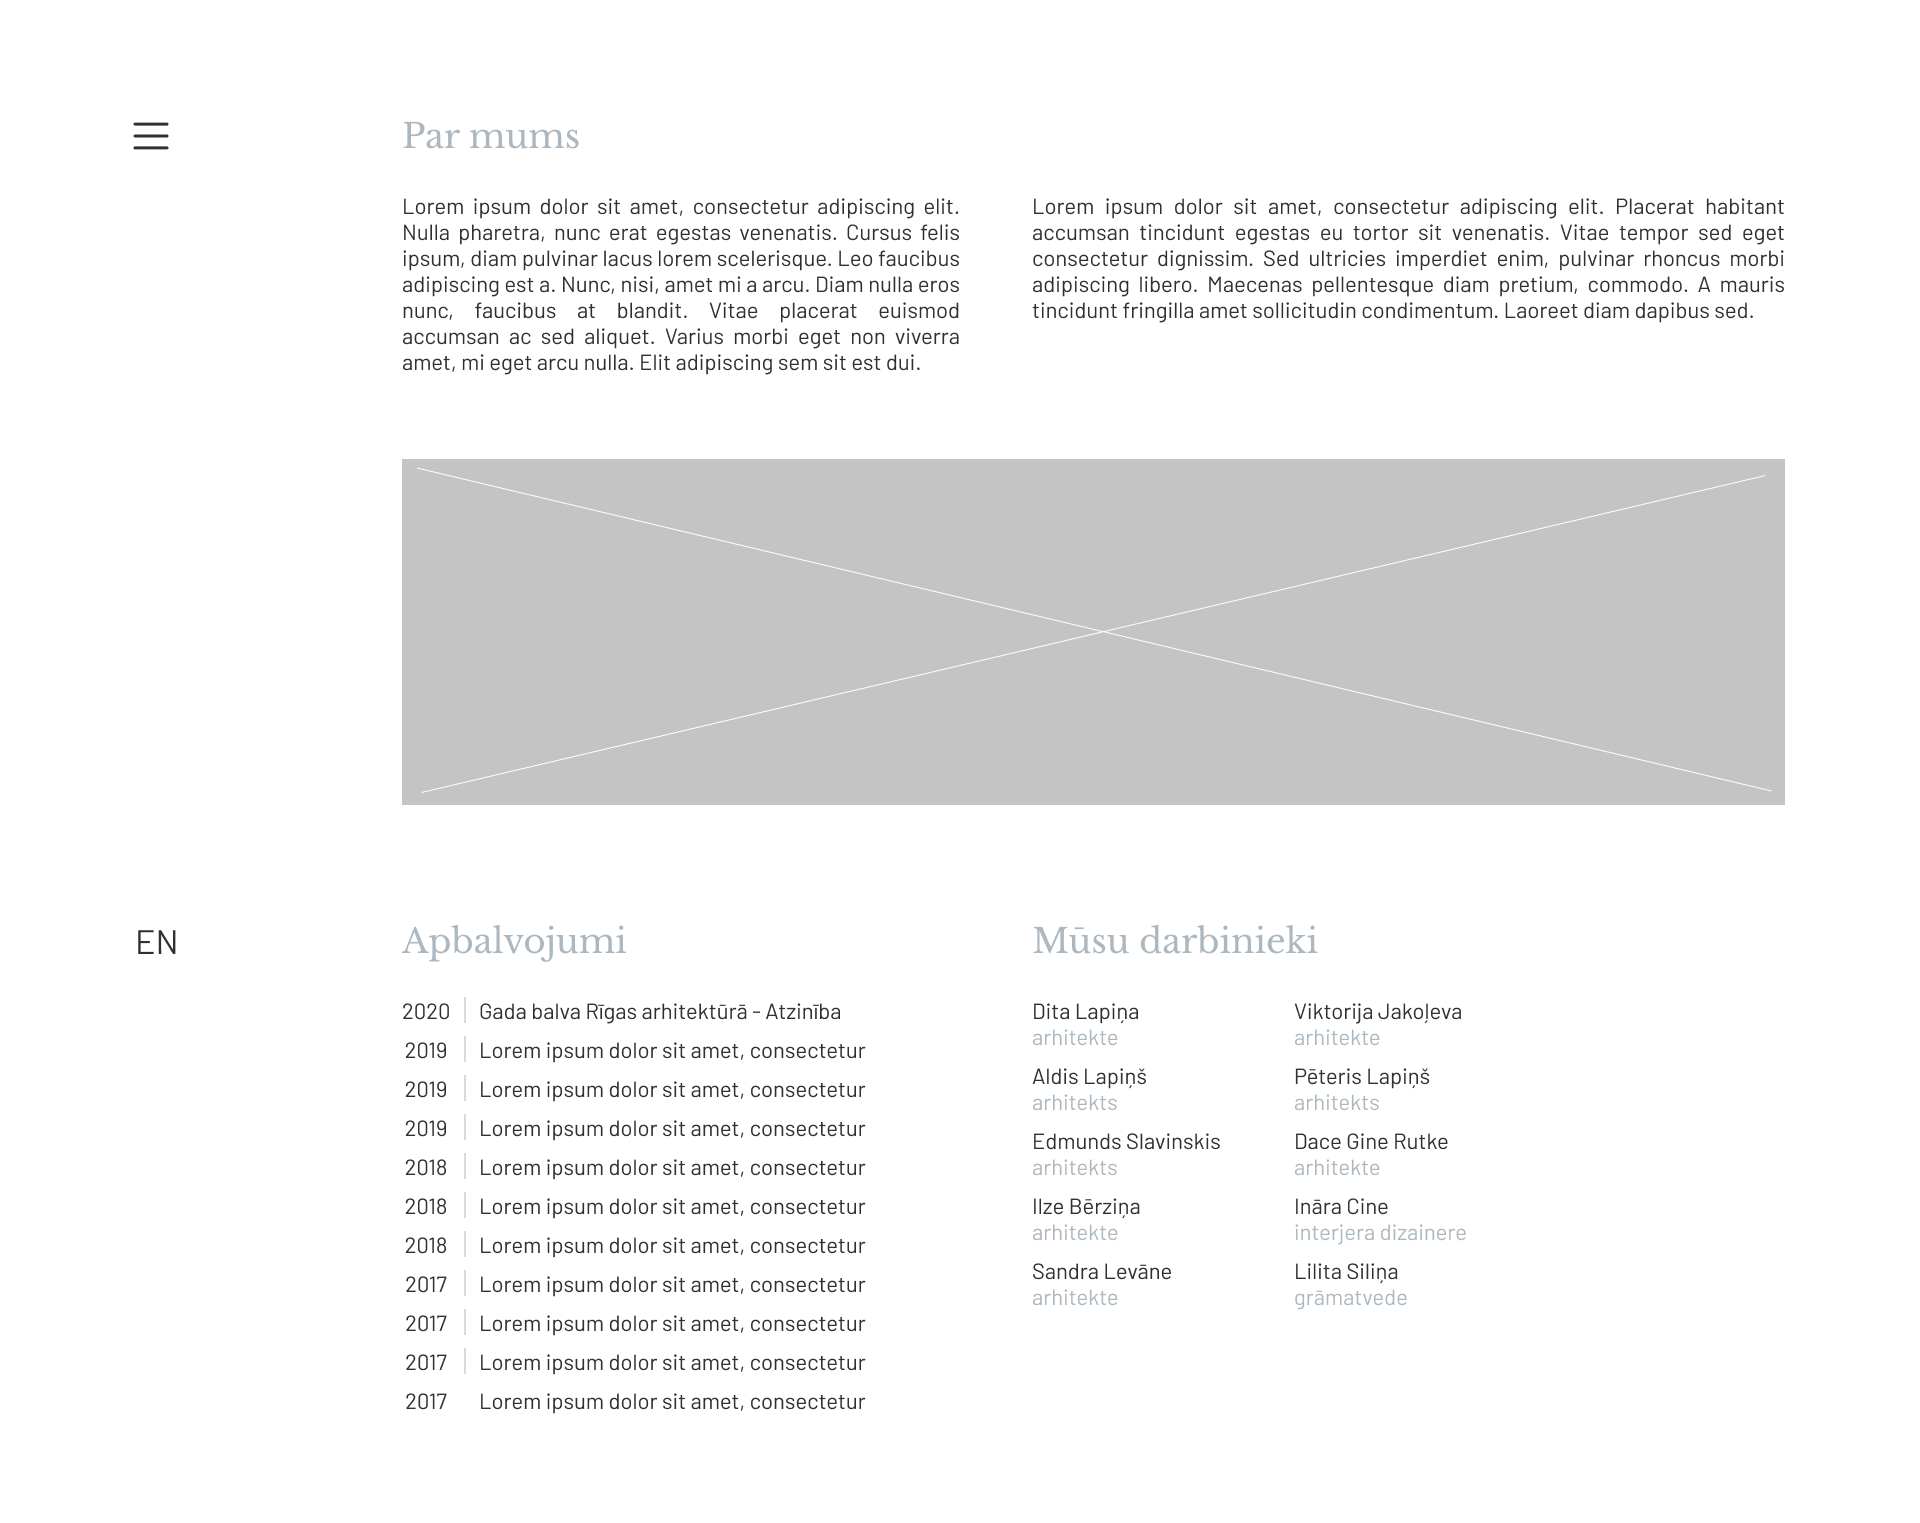 Par mums
Lorem ipsum dolor sit amet, consectetur adipiscing elit.
Nulla pharetra, nunc erat egestas venenatis. Cursus felis
ipsum, diam pulvinar lacus lorem scelerisque. Leo faucibus
adipiscing est a. Nunc, nisi, amet mi a arcu. Diam nulla eros
nunc, faucibus at blandit. Vitae placerat euismod
accumsan ac sed aliquet. Varius morbi eget non viverra
amet, mi eget arcu nulla. Elit adipiscing sem sit est dui.
Lorem ipsum dolor sit amet, consectetur adipiscing elit. Placerat habitant
accumsan tincidunt egestas eu tortor sit venenatis. Vitae tempor sed eget
consectetur dignissim. Sed ultricies imperdiet enim, pulvinar rhoncus morbi
adipiscing libero. Maecenas pellentesque diam pretium, commodo. A mauris
tincidunt fringilla amet sollicitudin condimentum. Laoreet diam dapibus sed.
EN
Apbalvojumi
2020 Gada balva Rīgas arhitektūrā - Atzinība
2019 Lorem ipsum dolor sit amet, consectetur
2019 Lorem ipsum dolor sit amet, consectetur
2019 Lorem ipsum dolor sit amet, consectetur
2018 Lorem ipsum dolor sit amet, consectetur
2018 Lorem ipsum dolor sit amet, consectetur
2018 Lorem ipsum dolor sit amet, consectetur
2017 Lorem ipsum dolor sit amet, consectetur
2017 Lorem ipsum dolor sit amet, consectetur
2017 Lorem ipsum dolor sit amet, consectetur
2017 Lorem ipsum dolor sit amet, consectetur
Mūsu darbinieki
Dita Lapiņa
arhitekte
Aldis Lapiņš
arhitekts
Edmunds Slavinskis
arhitekts
Ilze Bērziņa
arhitekte
Sandra Levāne
arhitekte
Viktorija Jakoļeva
arhitekte
Pēteris Lapiņš
arhitekts
Dace Gine Rutke
arhitekte
Ināra Cine
interjera dizainere
Lilita Siliņa
grāmatvede